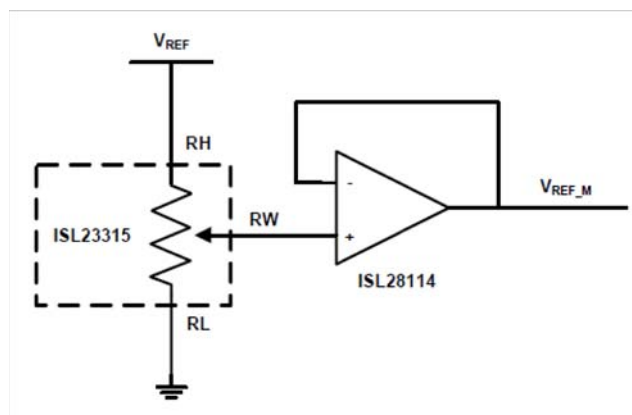 VREF
RH
ISL23315
RW
RL
-
+
VREF_M
ISL28114